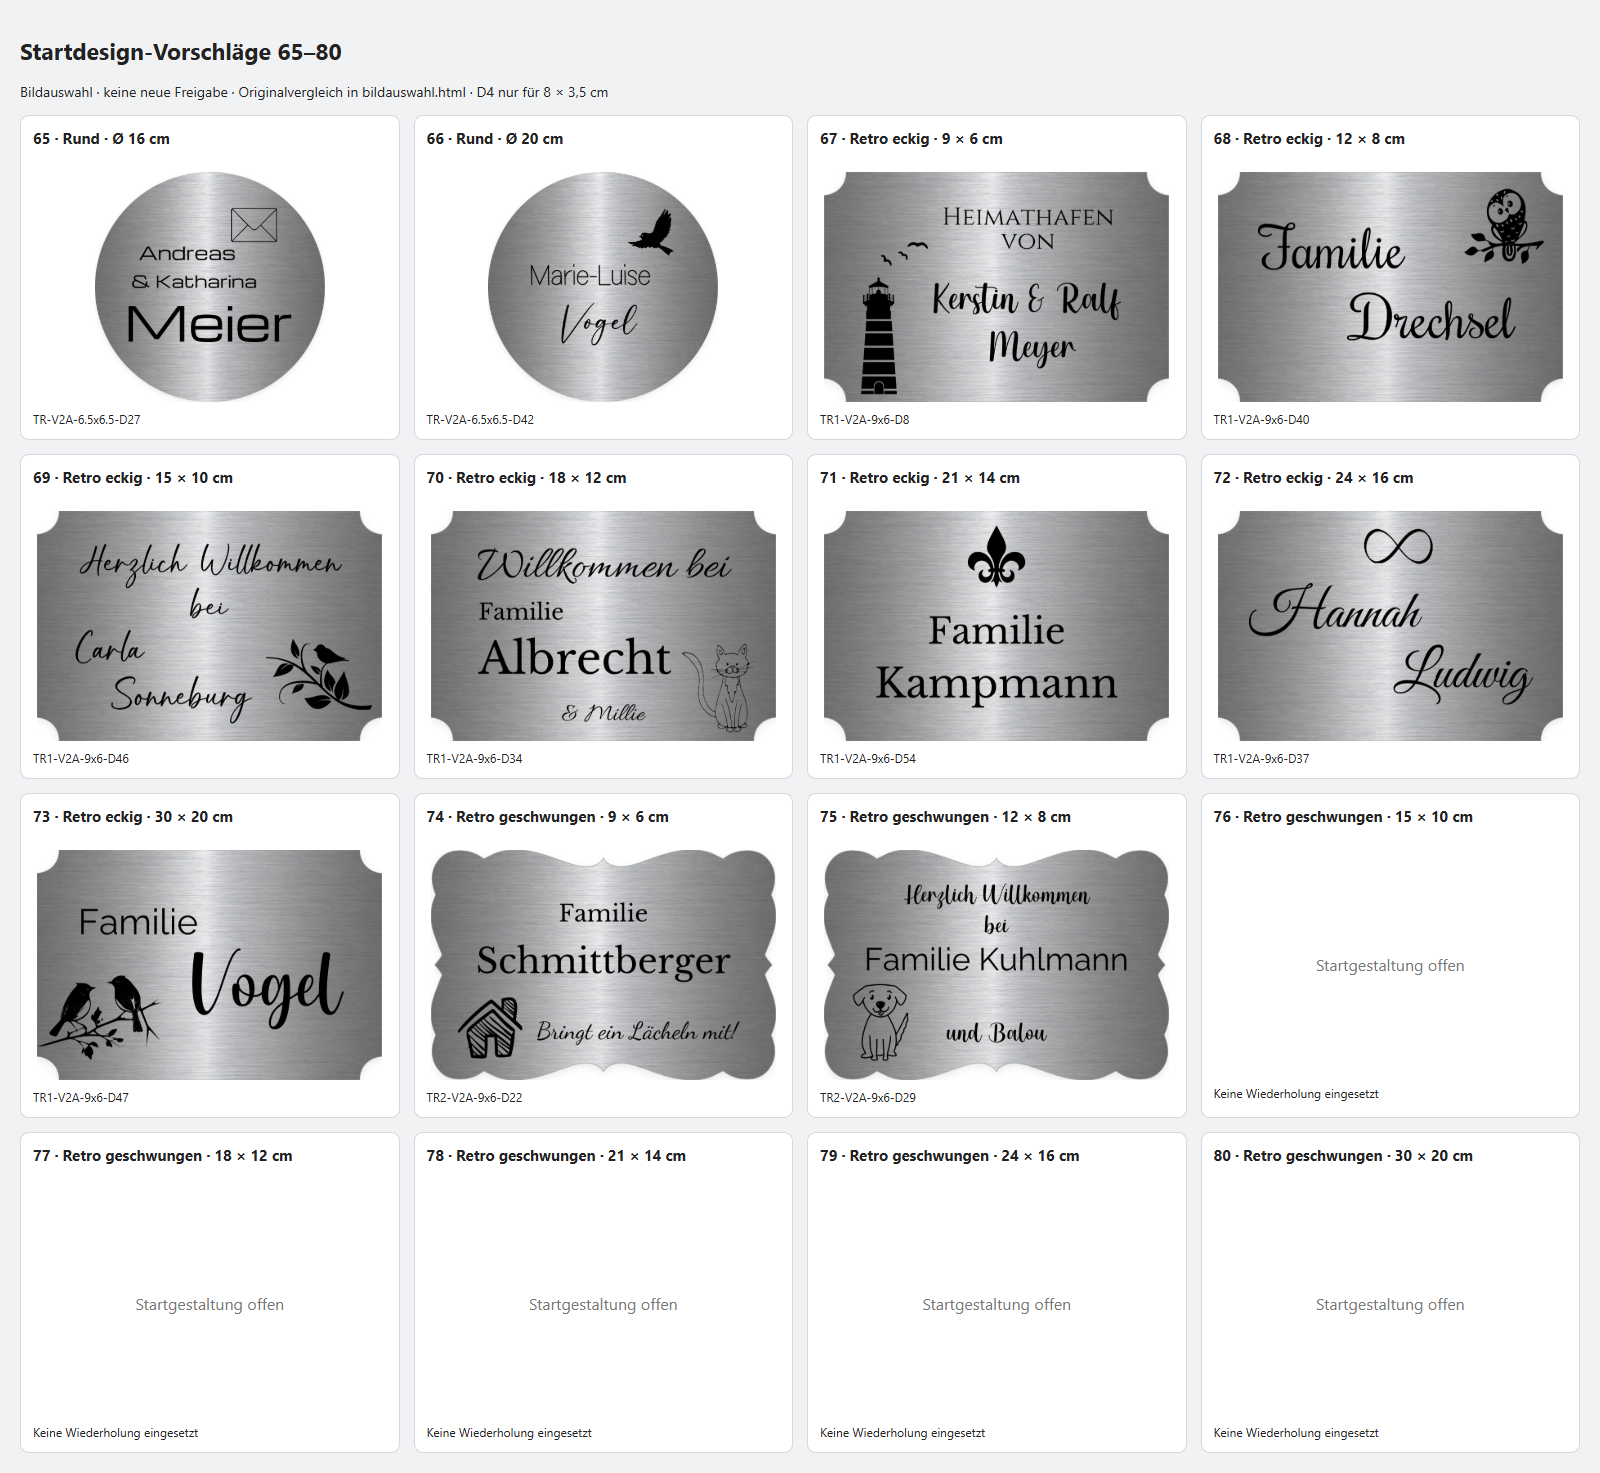 Startdesign-Vorschläge 65–80
Bildauswahl · keine neue Freigabe · Originalvergleich in bildauswahl.html · D4 nur für 8 × 3,5 cm
65 · Rund · Ø 16 cm
Andreas
& Katharina
Meier
TR-V2A-6.5x6.5-D27
66 · Rund · Ø 20 cm
Marie-Luise
Vogel
TR-V2A-6.5x6.5-D42
67 · Retro eckig · 9 × 6 cm
Heimathafen
von
Kerstin & Ralf
Meyer
TR1-V2A-9x6-D8
68 · Retro eckig · 12 × 8 cm
Familie
Drechsel
TR1-V2A-9x6-D40
69 · Retro eckig · 15 × 10 cm
Herzlich Willkommen
bei
Carla
Sonneburg
TR1-V2A-9x6-D46
70 · Retro eckig · 18 × 12 cm
Willkommen bei
Familie
Albrecht
& Millie
TR1-V2A-9x6-D34
71 · Retro eckig · 21 × 14 cm
Familie
Kampmann
TR1-V2A-9x6-D54
72 · Retro eckig · 24 × 16 cm
Hannah
Ludwig
TR1-V2A-9x6-D37
73 · Retro eckig · 30 × 20 cm
Familie
Vogel
TR1-V2A-9x6-D47
74 · Retro geschwungen · 9 × 6 cm
Familie
Schmittberger
Bringt ein Lächeln mit!
TR2-V2A-9x6-D22
75 · Retro geschwungen · 12 × 8 cm
Herzlich Willkommen
bei
Familie Kuhlmann
und Balou
TR2-V2A-9x6-D29
76 · Retro geschwungen · 15 × 10 cm
Startgestaltung offen
Keine Wiederholung eingesetzt
77 · Retro geschwungen · 18 × 12 cm
Startgestaltung offen
Keine Wiederholung eingesetzt
78 · Retro geschwungen · 21 × 14 cm
Startgestaltung offen
Keine Wiederholung eingesetzt
79 · Retro geschwungen · 24 × 16 cm
Startgestaltung offen
Keine Wiederholung eingesetzt
80 · Retro geschwungen · 30 × 20 cm
Startgestaltung offen
Keine Wiederholung eingesetzt